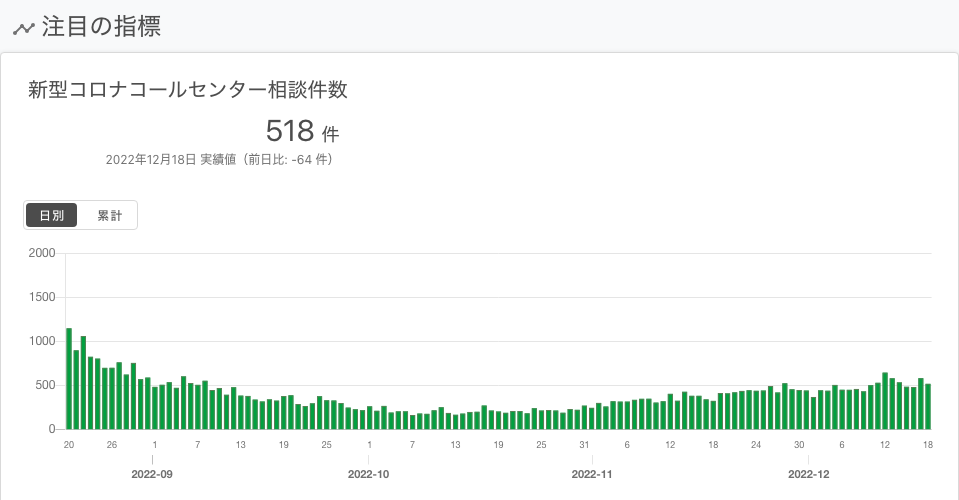 注目の指標
新型コロナコールセンター相談件数
518 件
2022年12月18日 実績値（前日比: -64 件）
日別 累計
2000
1500
1000
500
0
20 26 1 7 13 19 25 1 7 13 19 25 31 6 12 18 24 30 6 12 18
2022-09 2022-10 2022-11 2022-12